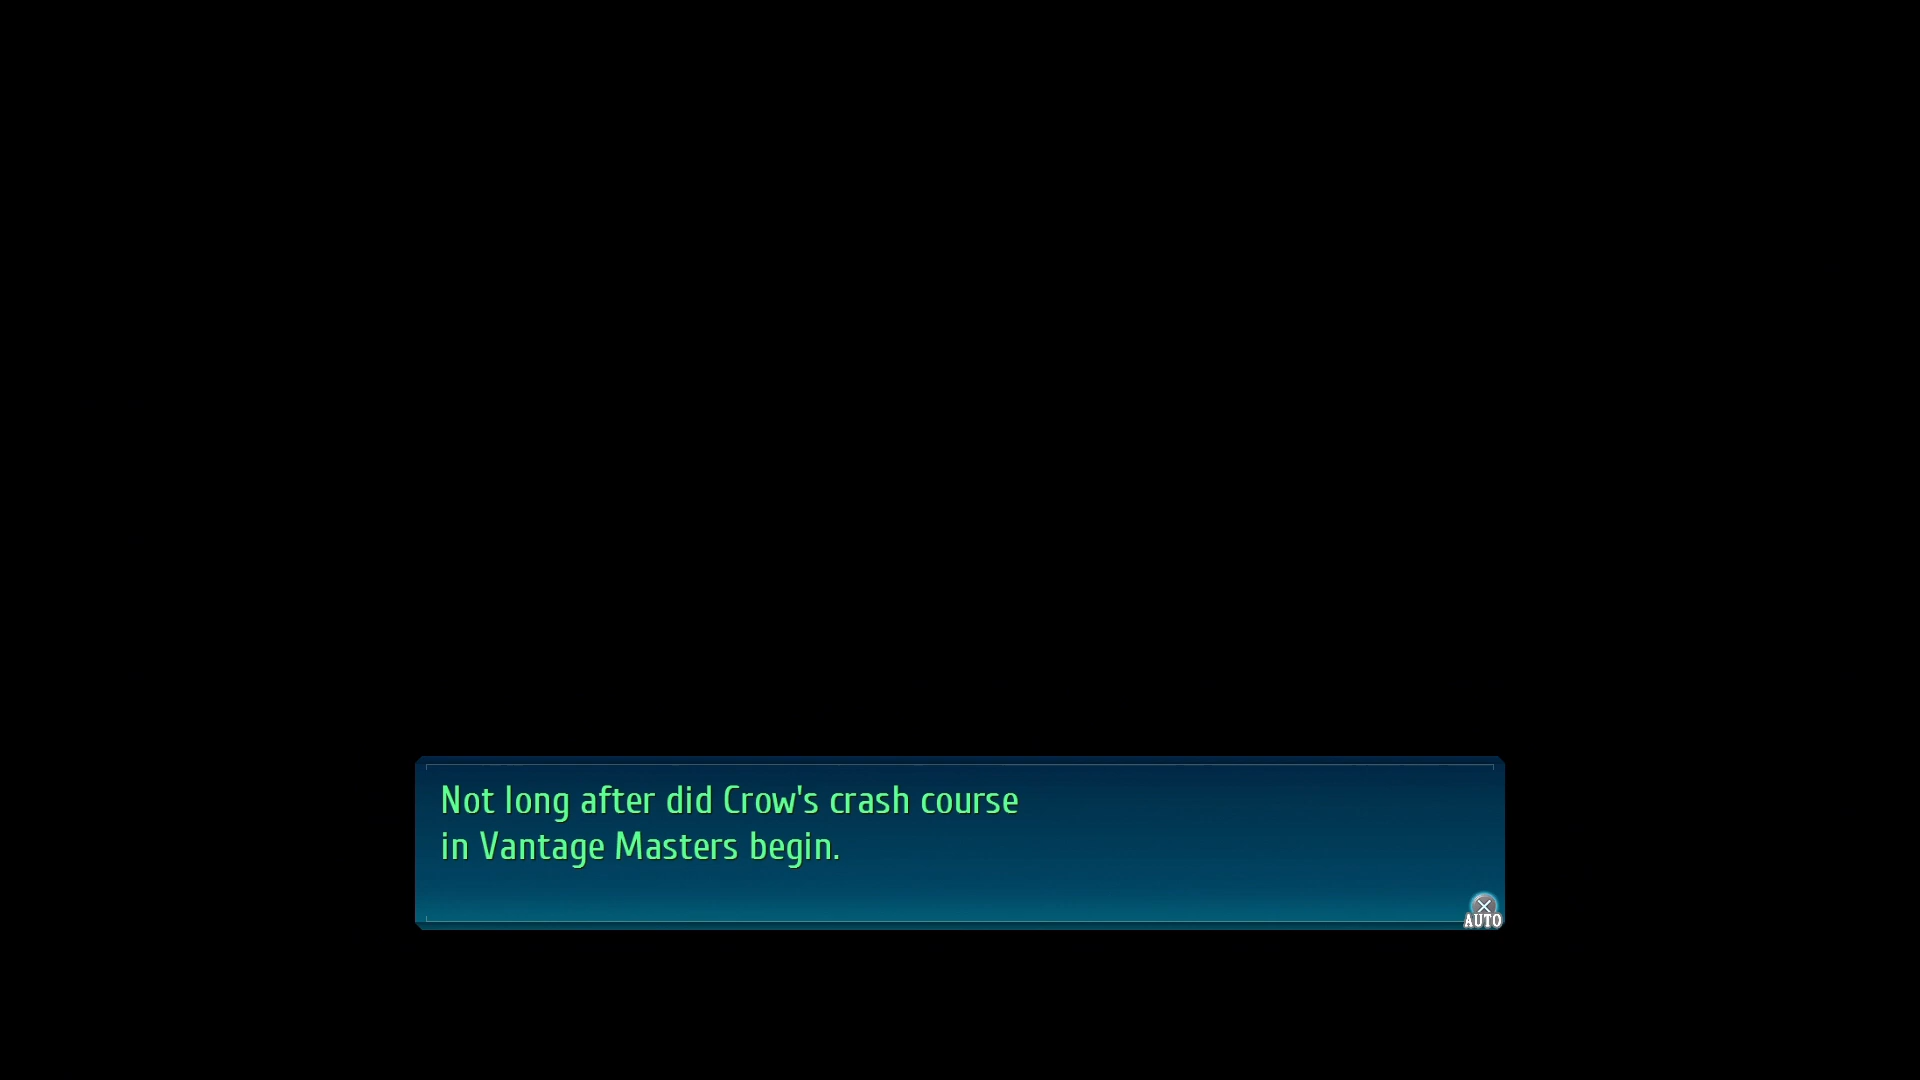 Not long after did Crow's crash course
in Vantage Masters begin.
AUTO